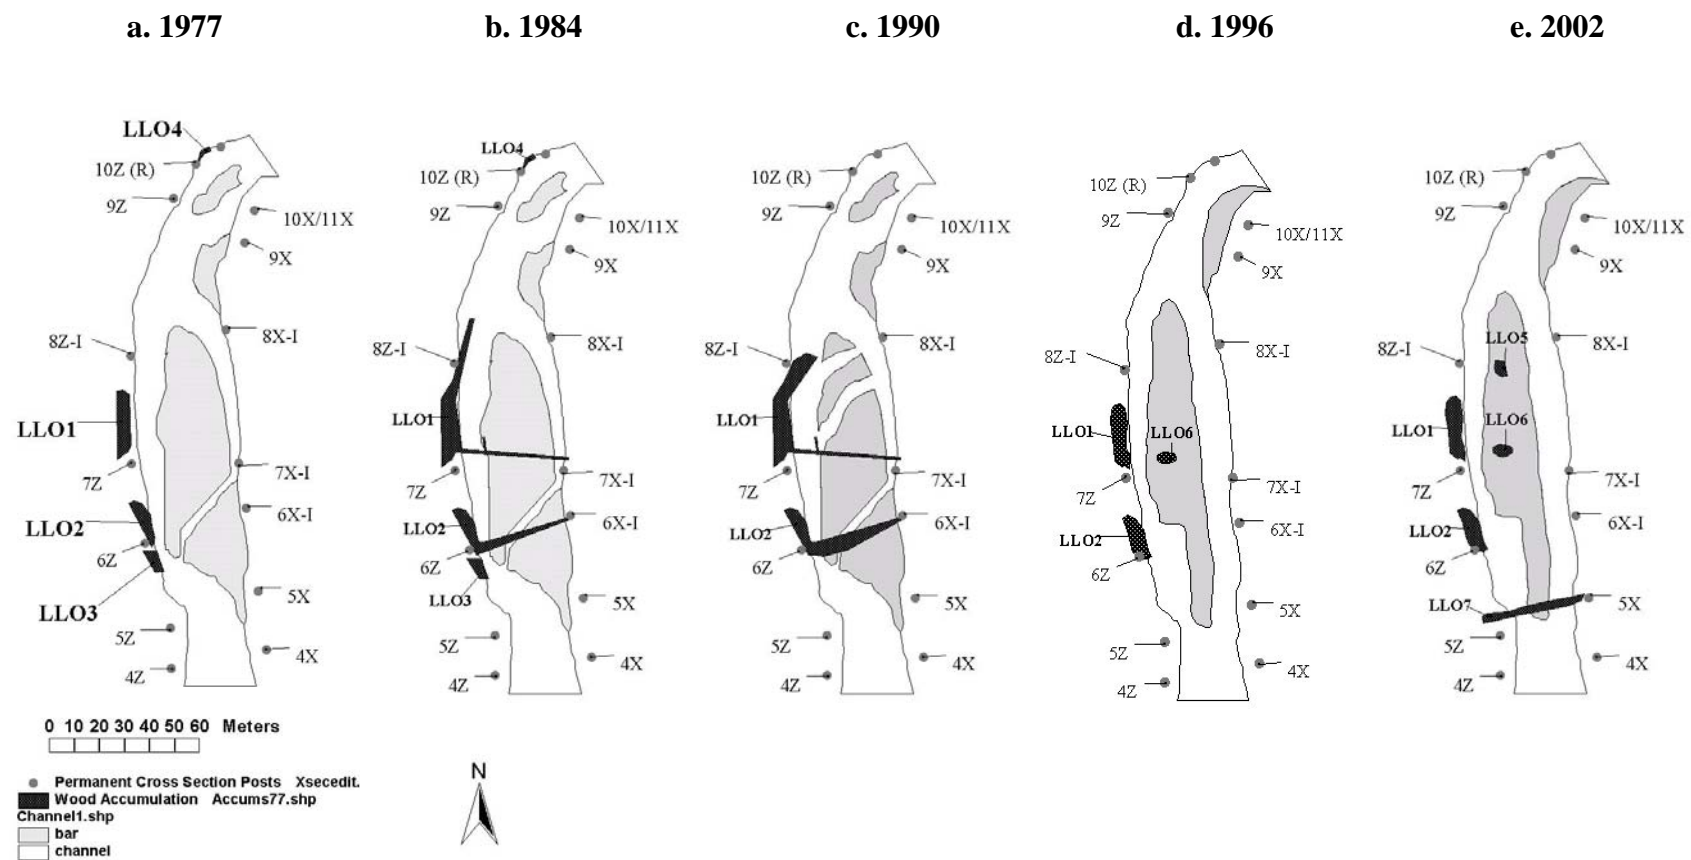 a. 1977
b. 1984
c. 1990
d. 1996
e. 2002
LLO4
10Z (R)
9Z
10X/11X
9X
8Z-I
8X-I
LLO1
7Z
7X-I
6X-I
LLO2
6Z
LLO3
5X
5Z
4X
4Z
LLO4
10Z (R)
9Z
10X/11X
9X
8Z-I
8X-I
LLO1
7Z
7X-I
LLO2
6X-I
6Z
LLO3
5X
5Z
4X
4Z
10Z (R)
9Z
10X/11X
9X
8Z-I
8X-I
LLO1
7Z
7X-I
LLO2
6X-I
6Z
5X
5Z
4X
4Z
10Z (R)
9Z
10X/11X
9X
8Z-I
8X-I
LLO1
LLO6
7Z
7X-I
6X-I
LLO2
6Z
5X
5Z
4X
4Z
10Z (R)
9Z
10X/11X
9X
8Z-I
LLO5
8X-I
LLO1
LLO6
7Z
7X-I
LLO2
6X-I
6Z
LLO7
5X
5Z
4X
4Z
0 10 20 30 40 50 60 Meters
Permanent Cross Section Posts Xsecedit.
Wood Accumulation Accums77.shp
Channel1.shp
bar
channel
N